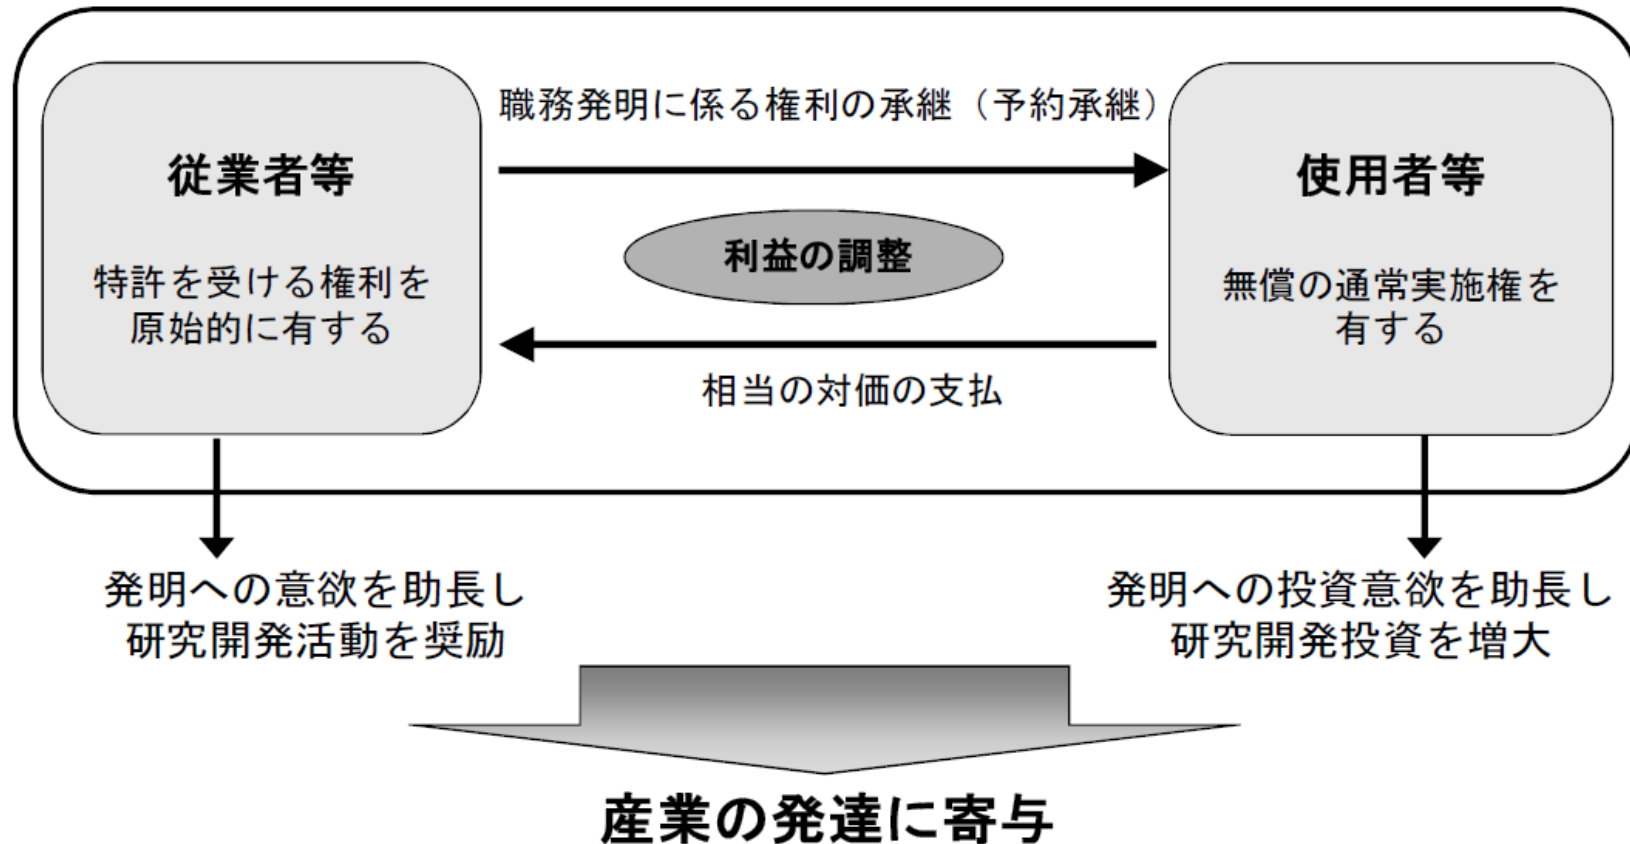 職務発明に係る権利の承継（予約承継）
従業者等
特許を受ける権利を
原始的に有する
利益の調整
使用者等
無償の通常実施権を
有する
相当の対価の支払
発明への意欲を助長し
研究開発活動を奨励
発明への投資意欲を助長し
研究開発投資を増大
産業の発達に寄与